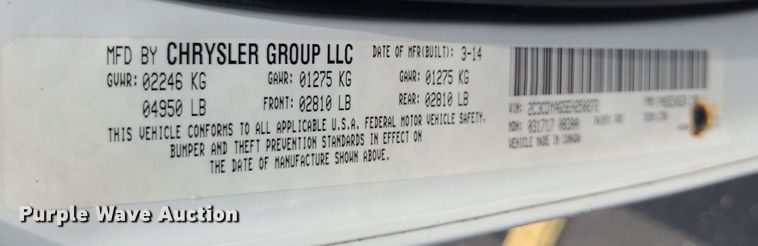 MFD BY CHRYSLER GROUP LLC DATE OF MFR(BUILT): 3-14
GVWR: 02246 KG GAWR: 01275 KG GAWR: 01275 KG
04950 LB FRONT: 02810 LB REAR: 02810 LB
THIS VEHICLE CONFORMS TO ALL APPLICABLE U.S.A. FEDERAL MOTOR VEHICLE SAFETY,
BUMPER AND THEFT PREVENTION STANDARDS IN EFFECT ON
THE DATE OF MANUFACTURE SHOWN ABOVE.
VIN:
MDH: 031717
VEHICLE MADE IN CANADA
Purple Wave Auction